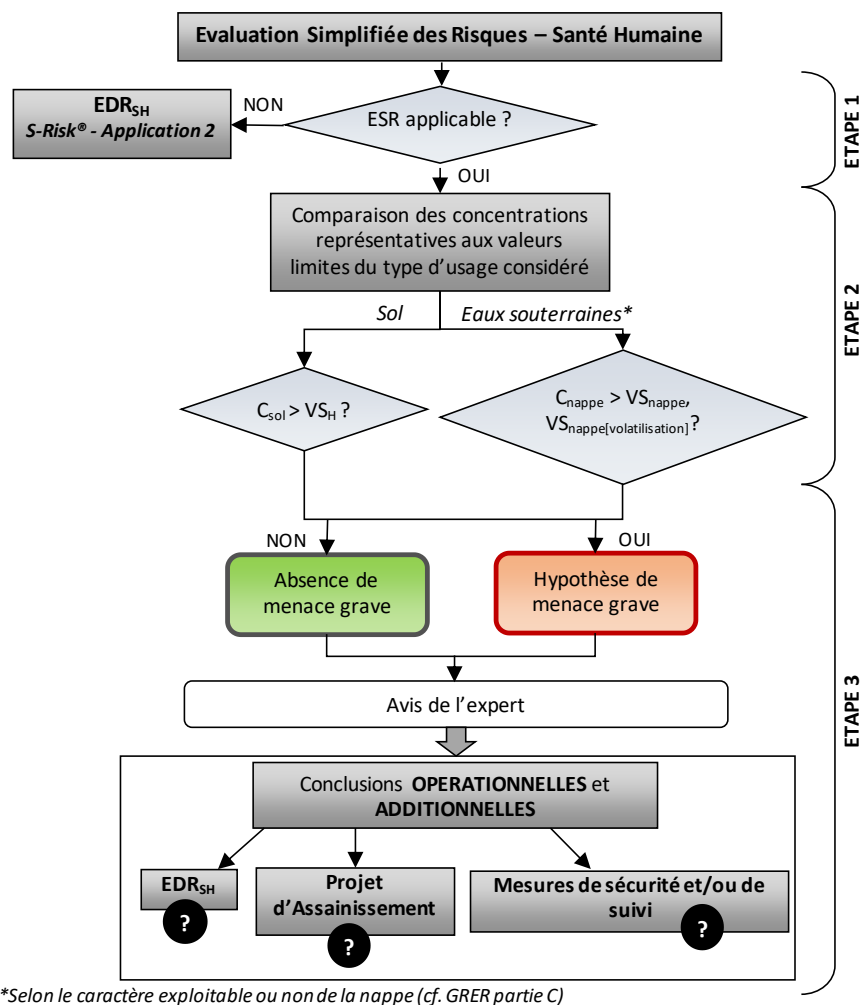 Evaluation Simplifiée des Risques – Santé Humaine
ETAPE 1
EDRSH
S-Risk® - Application 2
NON
ESR applicable ?
OUI
ETAPE 2
Comparaison des concentrations
représentatives aux valeurs
limites du type d'usage considéré
Sol
Eaux souterraines*
Csol > VSH ?
Cnappe > VSnappe,
VSnappe[volatilisation]?
ETAPE 3
NON
OUI
Absence de
menace grave
Hypothèse de
menace grave
Avis de l'expert
Conclusions OPERATIONNELLES et
ADDITIONNELLES
EDRSH
?
Projet
d'Assainissement
?
Mesures de sécurité et/ou de
suivi
?
*Selon le caractère exploitable ou non de la nappe (cf. GRER partie C)